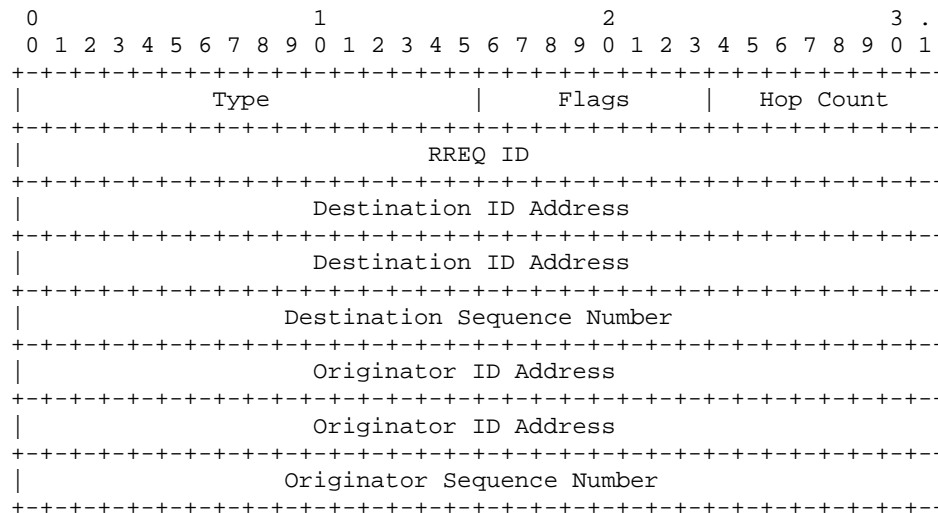 0 1 2 3 .
0 1 2 3 4 5 6 7 8 9 0 1 2 3 4 5 6 7 8 9 0 1 2 3 4 5 6 7 8 9 0 1
+-+-+-+-+-+-+-+-+-+-+-+-+-+-+-+-+-+-+-+-+-+-+-+-+-+-+-+-+-+-+-+--
| Type | Flags | Hop Count
+-+-+-+-+-+-+-+-+-+-+-+-+-+-+-+-+-+-+-+-+-+-+-+-+-+-+-+-+-+-+-+--
| RREQ ID
+-+-+-+-+-+-+-+-+-+-+-+-+-+-+-+-+-+-+-+-+-+-+-+-+-+-+-+-+-+-+-+--
| Destination ID Address
+-+-+-+-+-+-+-+-+-+-+-+-+-+-+-+-+-+-+-+-+-+-+-+-+-+-+-+-+-+-+-+--
| Destination ID Address
+-+-+-+-+-+-+-+-+-+-+-+-+-+-+-+-+-+-+-+-+-+-+-+-+-+-+-+-+-+-+-+--
| Destination Sequence Number
+-+-+-+-+-+-+-+-+-+-+-+-+-+-+-+-+-+-+-+-+-+-+-+-+-+-+-+-+-+-+-+--
| Originator ID Address
+-+-+-+-+-+-+-+-+-+-+-+-+-+-+-+-+-+-+-+-+-+-+-+-+-+-+-+-+-+-+-+--
| Originator ID Address
+-+-+-+-+-+-+-+-+-+-+-+-+-+-+-+-+-+-+-+-+-+-+-+-+-+-+-+-+-+-+-+--
| Originator Sequence Number
+-+-+-+-+-+-+-+-+-+-+-+-+-+-+-+-+-+-+-+-+-+-+-+-+-+-+-+-+-+-+-+--